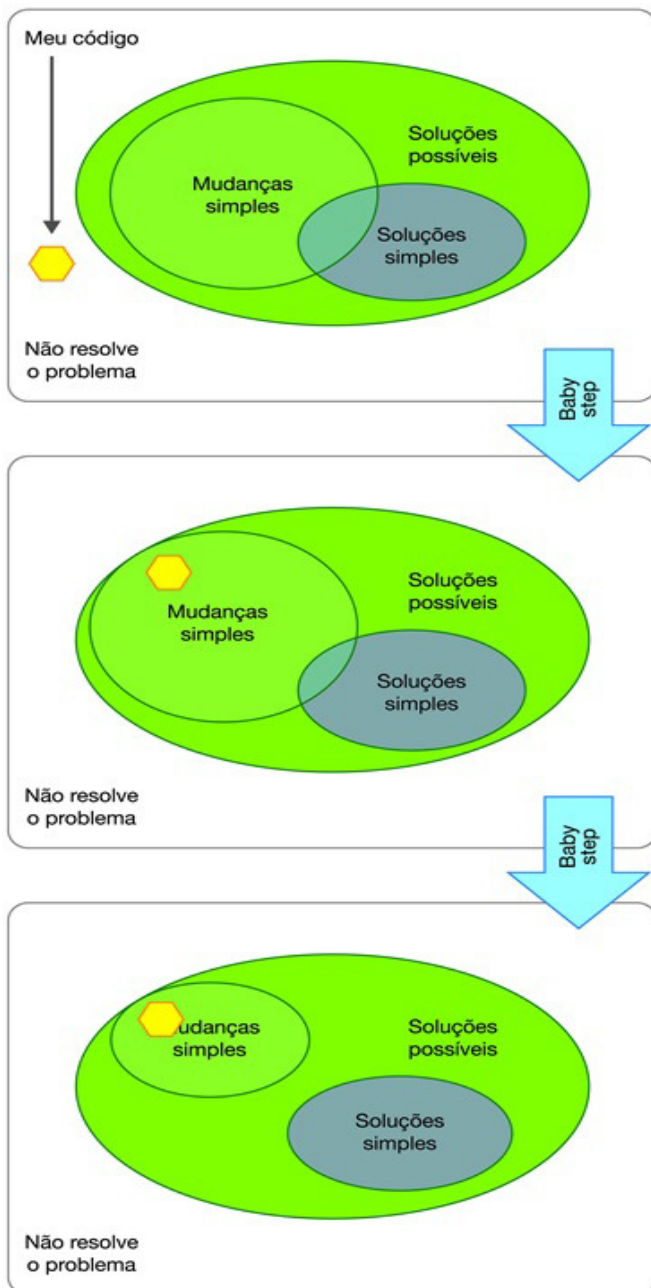 Meu código
Soluções
possíveis
Mudanças
simples
Soluções
simples
Não resolve
o problema
Baby
step
Soluções
possíveis
Mudanças
simples
Soluções
simples
Não resolve
o problema
Baby
step
Mudanças
simples
Soluções
possíveis
Soluções
simples
Não resolve
o problema